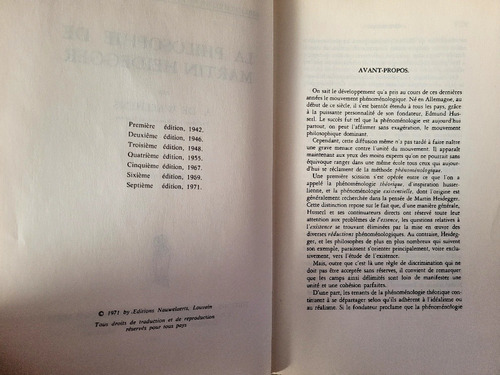 LA PHILOSOPHIE DE
MARTIN HEIDEGGER
Première édition, 1942.
Deuxième édition, 1946.
Troisième édition, 1948.
Quatrième édition, 1955.
Cinquième édition, 1967.
Sixième édition, 1969.
Septième édition, 1971.
© 1971 by Editions Nauwelaerts, Louvain
Tous droits de traduction et de reproduction
réservés pour tous pays
AVANT-PROPOS.
On sait le développement qu'a pris au cours de ces dernières
années le mouvement phénoménologique. Né en Allemagne, au
début de ce siècle, il s'est bientôt étendu à tous les pays, grâce
à la puissante personnalité de son fondateur, Edmund Hus-
serl. Le succès fut tel que la phénoménologie est aujourd'hui
partout, on peut l'affirmer sans exagération, le mouvement
philosophique dominant.
Cependant, cette diffusion même n'a pas tardé à faire naître
une grave menace contre l'unité du mouvement. Il apparaît
maintenant aux yeux des moins experts qu'on ne pourrait sans
équivoque ranger dans une même école tous ceux qui aujour-
d'hui se réclament de la méthode phénoménologique.
Une première scission s'est opérée entre ce que l'on a
appelé la phénoménologie théorique, d'inspiration husser-
lienne, et la phénoménologie existentielle, dont l'origine est
généralement recherchée dans la pensée de Martin Heidegger.
Cette distinction repose sur le fait que, d'une manière générale,
Husserl et ses continuateurs directs ont réservé toute leur
attention aux problèmes de l'essence, les questions relatives à
l'existence se trouvant éliminées par la mise en œuvre des
diverses réductions phénoménologiques. Au contraire, Heideg-
ger, et les philosophes de plus en plus nombreux qui suivent
son exemple, paraissent s'orienter principalement, voire exclu-
sivement, vers l'étude de l'existence.
Mais, outre que c'est là une règle de discrimination qui ne
doit pas être acceptée sans réserves, il convient de remarquer
que les camps ainsi délimités sont loin de manifester une
unité et une cohésion parfaites.
D'une part, les tenants de la phénoménologie théorique conti-
nuent à se départager selon qu'ils adhèrent à l'idéalisme ou
au réalisme. Si le fondateur proclame que la phénoménologie